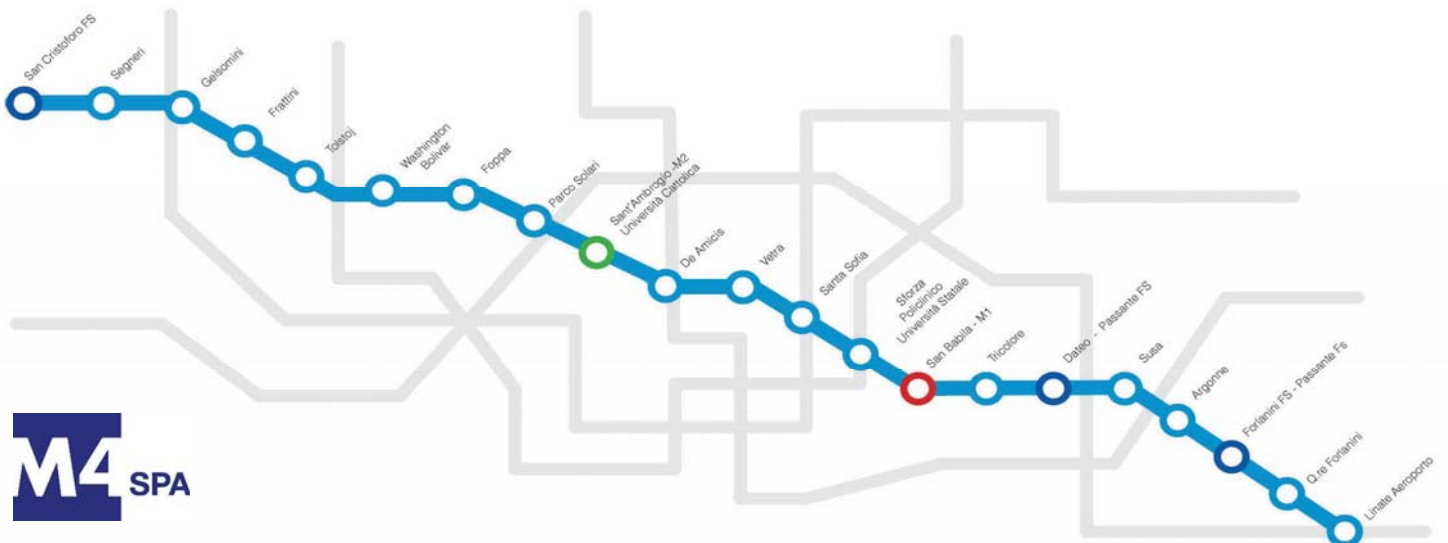 San Cristoforo FS
Segneri
Gelsomini
Frattini
Tolstoj
Washington
Bolivar
Foppa
Parco Solari
Sant'Ambrogio -M2
Università Cattolica
De Amicis
Vetra
Santa Sofia
Sforza
Policlinico
Università Statale
San Babila - M1
Tricolore
Dateo - Passante FS
Susa
Argonne
Forlanini FS - Passante Fs
Q.re Forlanini
Linate Aeroporto
M4 SPA